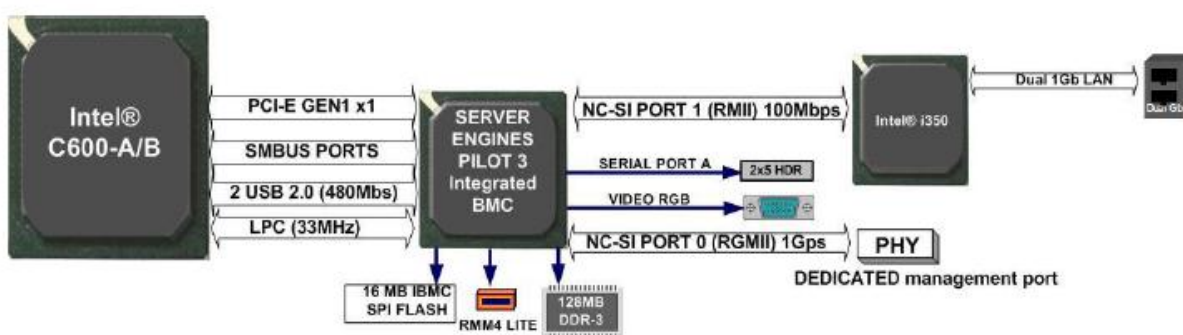 Intel®
C600-A/B
PCI-E GEN1 x1
SMBUS PORTS
2 USB 2.0 (480Mbs)
LPC (33MHz)
SERVER
ENGINES
PILOT 3
Integrated
BMC
NC-SI PORT 1 (RMII) 100Mbps
Intel® i350
Dual 1Gb LAN
Dual Gb
SERIAL PORT A
2x5 HDR
VIDEO RGB
NC-SI PORT 0 (RGMII) 1Gps
PHY
DEDICATED management port
16 MB IBMC
SPI FLASH
RMM4 LITE
128MB
DDR-3